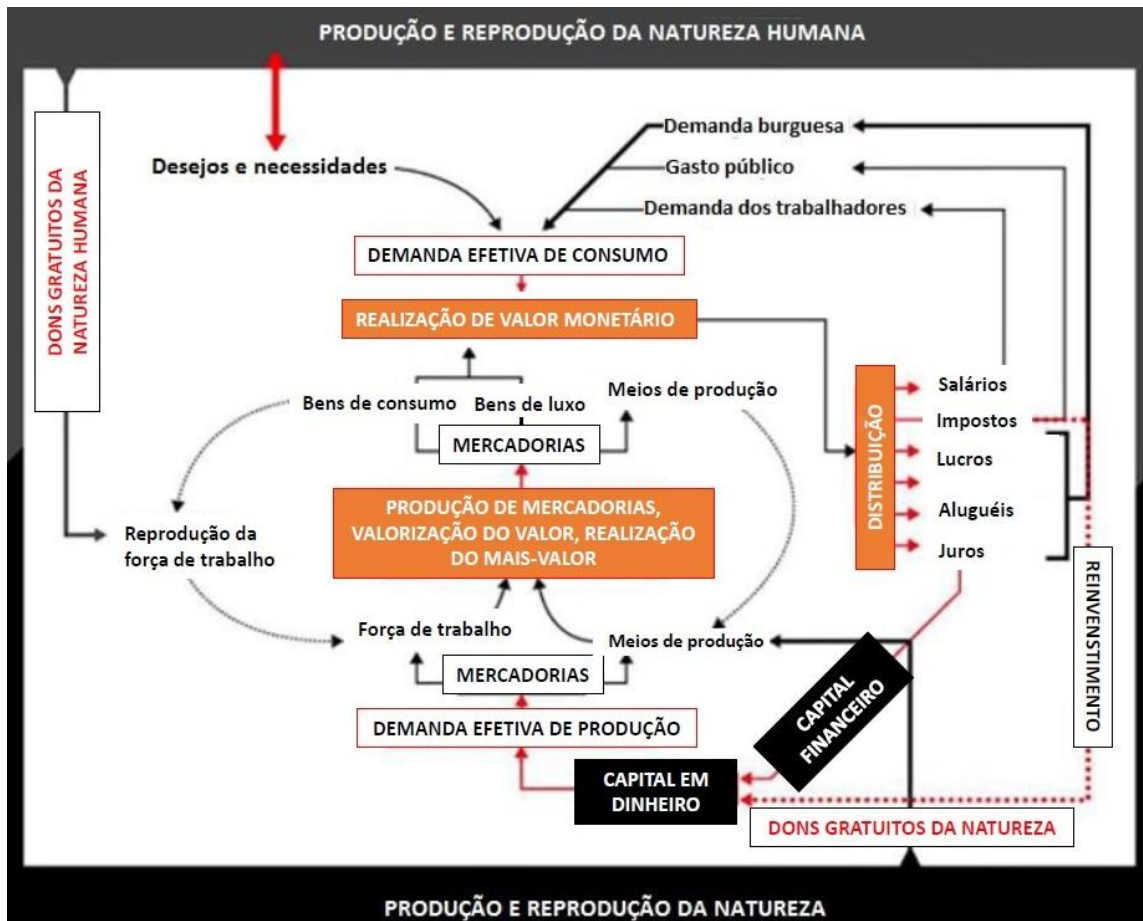 PRODUÇÃO E REPRODUÇÃO DA NATUREZA HUMANA
DONS GRATUITOS DA
NATUREZA HUMANA
Desejos e necessidades
Demanda burguesa
Gasto público
Demanda dos trabalhadores
DEMANDA EFETIVA DE CONSUMO
REALIZAÇÃO DE VALOR MONETÁRIO
Bens de consumo
Bens de luxo
Meios de produção
MERCADORIAS
DISTRIBUIÇÃO
Salários
Impostos
Lucros
Aluguéis
Juros
PRODUÇÃO DE MERCADORIAS,
VALORIZAÇÃO DO VALOR, REALIZAÇÃO
DO MAIS-VALOR
Reprodução da
força de trabalho
Força de trabalho
Meios de produção
MERCADORIAS
DEMANDA EFETIVA DE PRODUÇÃO
CAPITAL
FINANCEIRO
REINVENSTIMENTO
CAPITAL EM
DINHEIRO
DONS GRATUITOS DA NATUREZA
PRODUÇÃO E REPRODUÇÃO DA NATUREZA